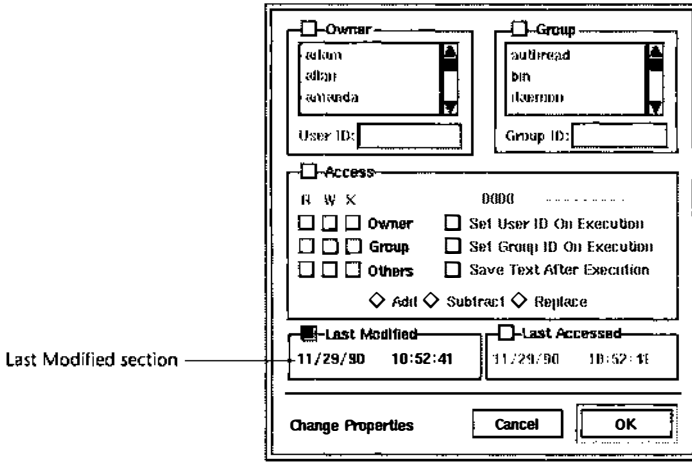 Owner
Group
adam
allan
amanda
authread
bin
daemon
User ID:
Group ID:
Access
R W X
0000 ----------
Owner
Set User ID On Execution
Group
Set Group ID On Execution
Others
Save Text After Execution
Add Subtract Replace
Last Modified
Last Accessed
Last Modified section
11/29/90 10:52:41
11/29/90
Change Properties
Cancel
OK